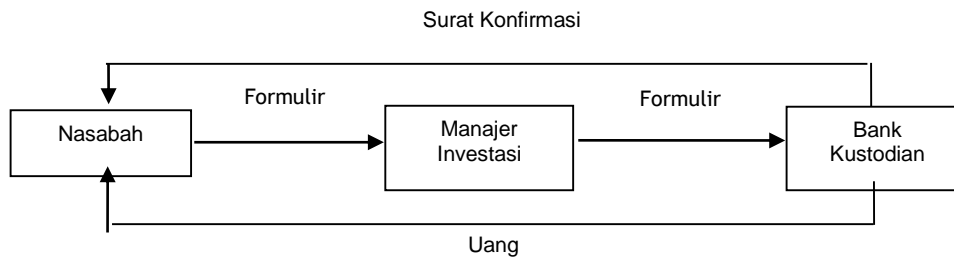 Surat Konfirmasi
Formulir
Formulir
Nasabah
Manajer
Investasi
Bank
Kustodian
Uang